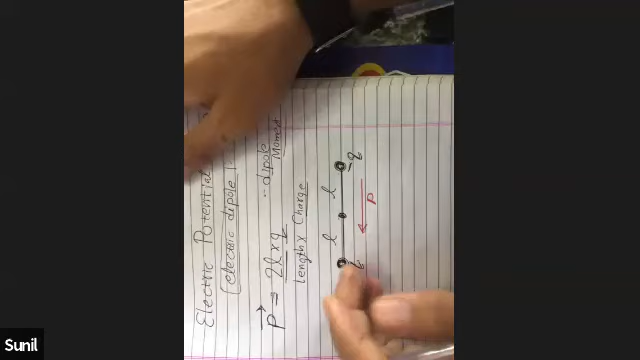 Electric Potential
(electric dipole
P => 2l x q ∴ dipole
Moment
length x Charge
l l -q
P
Sunil